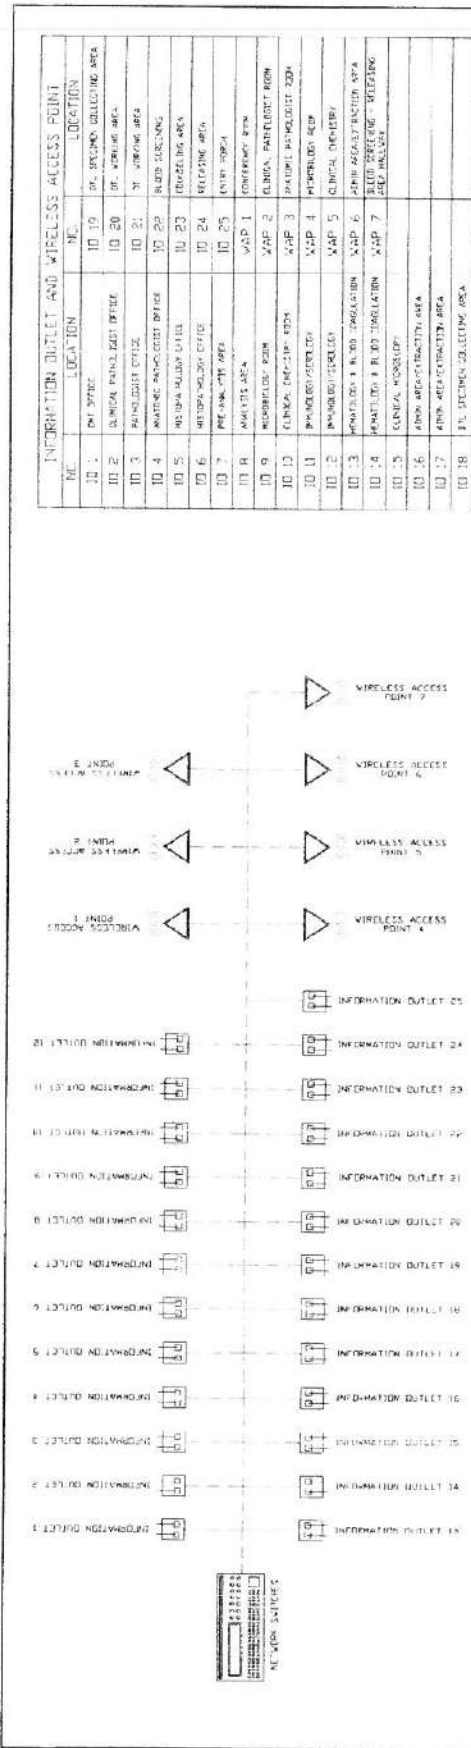 INFORMATION OUTLET AND WIRELESS ACCESS POINT
NO. LOCATION NO. LOCATION
IO 1 CMT OFFICE IO 19 DTL SPECIMEN COLLECTING AREA
IO 2 CLINICAL PATHOLOGIST OFFICE IO 20 DTL WORKING AREA
IO 3 PATHOLOGIST OFFICE IO 21 WORKING AREA
IO 4 ANATOMIC PATHOLOGIST OFFICE IO 22 BLOOD SCREENING
IO 5 HISTOPATHOLOGY OFFICE IO 23 COUNSELING AREA
IO 6 HISTOPATHOLOGY OFFICE IO 24 RELEASING AREA
IO 7 PRE-ANALYSIS AREA IO 25 ENTRY PORCH
IO 8 ANALYSIS AREA WAP 1 CONFERENCE ROOM
IO 9 MICROBIOLOGY ROOM WAP 2 CLINICAL PATHOLOGIST ROOM
IO 10 CLINICAL CHEMISTRY ROOM WAP 3 ANATOMIC PATHOLOGIST ROOM
IO 11 IMMUNOLOGY/SEROLOGY WAP 4 MICROBIOLOGY ROOM
IO 12 IMMUNOLOGY/SEROLOGY WAP 5 CLINICAL CHEMISTRY
IO 13 HEMATOLOGY & BLOOD COAGULATION WAP 6 ADMIN AREA/EXTRACTION AREA
IO 14 HEMATOLOGY & BLOOD COAGULATION WAP 7 BLOOD SCREENING RELEASING
AREA HALLWAY
IO 15 CLINICAL MICROSCOPY
IO 16 ADMIN AREA/EXTRACTION AREA
IO 17 ADMIN AREA/EXTRACTION AREA
IO 18 DTL SPECIMEN COLLECTING AREA
WIRELESS ACCESS
POINT 1
WIRELESS ACCESS
POINT 2
WIRELESS ACCESS
POINT 3
WIRELESS ACCESS
POINT 4
WIRELESS ACCESS
POINT 5
WIRELESS ACCESS
POINT 6
WIRELESS ACCESS
POINT 7
INFORMATION OUTLET 1
INFORMATION OUTLET 2
INFORMATION OUTLET 3
INFORMATION OUTLET 4
INFORMATION OUTLET 5
INFORMATION OUTLET 6
INFORMATION OUTLET 7
INFORMATION OUTLET 8
INFORMATION OUTLET 9
INFORMATION OUTLET 10
INFORMATION OUTLET 11
INFORMATION OUTLET 12
INFORMATION OUTLET 13
INFORMATION OUTLET 14
INFORMATION OUTLET 15
INFORMATION OUTLET 16
INFORMATION OUTLET 17
INFORMATION OUTLET 18
INFORMATION OUTLET 19
INFORMATION OUTLET 20
INFORMATION OUTLET 21
INFORMATION OUTLET 22
INFORMATION OUTLET 23
INFORMATION OUTLET 24
INFORMATION OUTLET 25
NETWORK SWITCHES